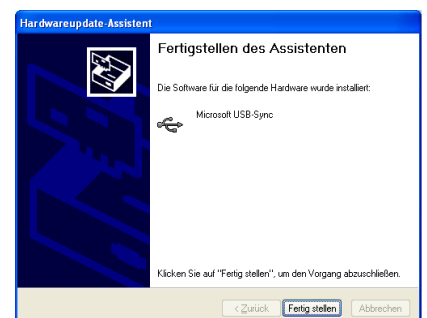 Hardwareupdate-Assistent
Fertigstellen des Assistenten
Die Software für die folgende Hardware wurde installiert:
Microsoft USB-Sync
Klicken Sie auf "Fertig stellen", um den Vorgang abzuschließen.
< Zurück Fertig stellen Abbrechen